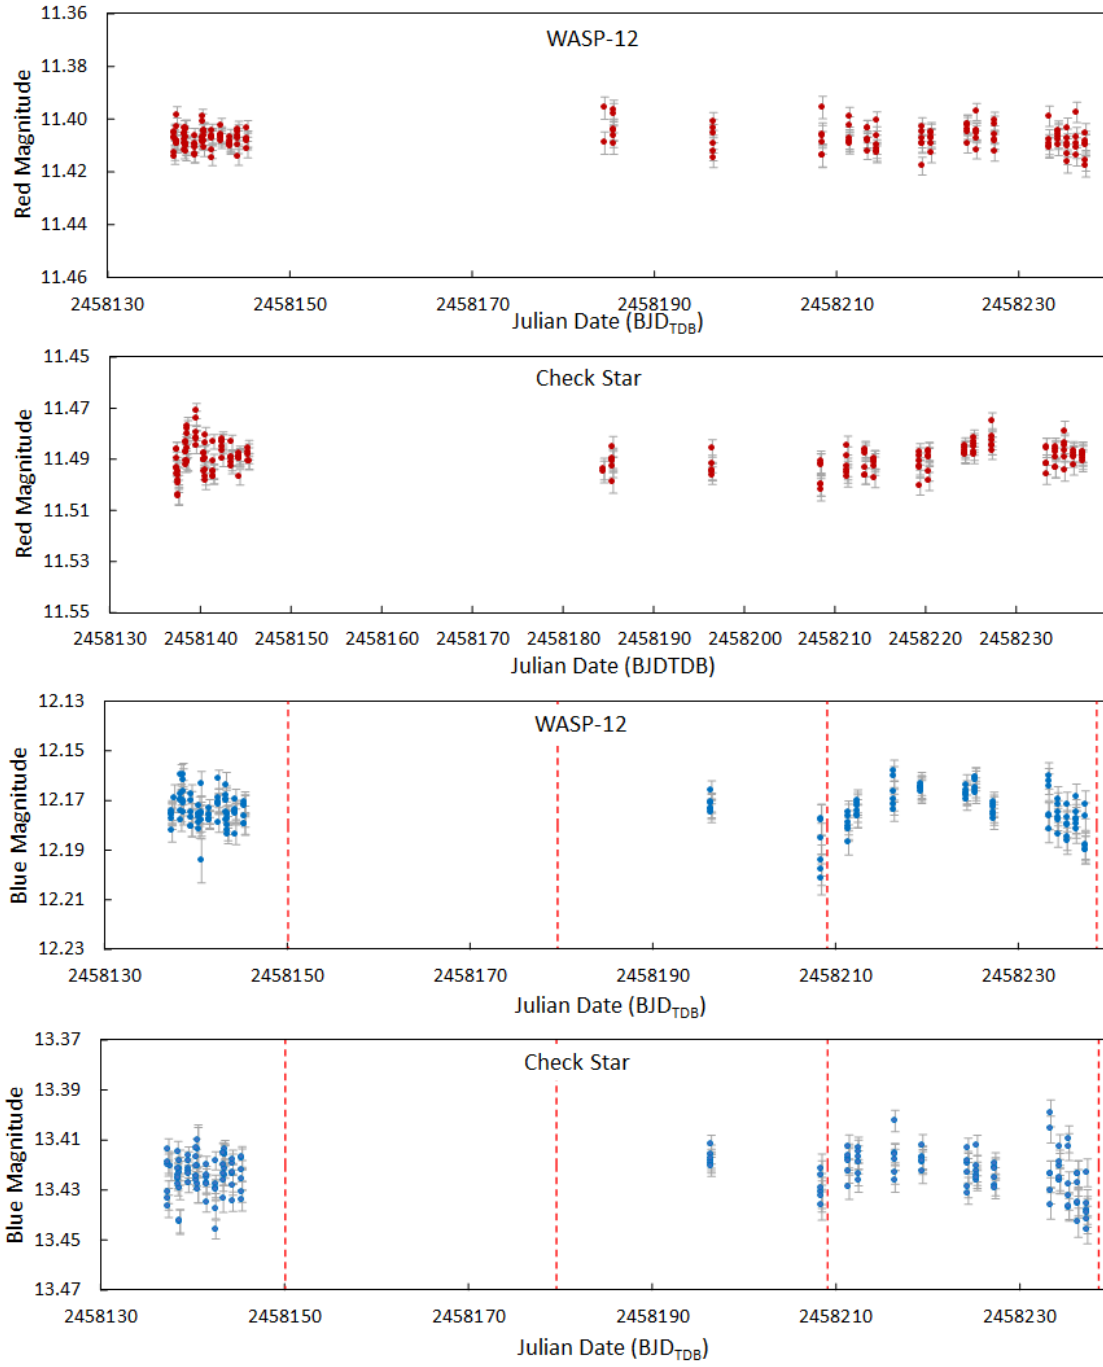 WASP-12
Red Magnitude
11.36
11.38
11.40
11.42
11.44
11.46
2458130 2458150 2458170 2458190 2458210 2458230
Julian Date (BJDTDB)
Check Star
Red Magnitude
11.45
11.47
11.49
11.51
11.53
11.55
2458130 2458140 2458150 2458160 2458170 2458180 2458190 2458200 2458210 2458220 2458230
Julian Date (BJDTDB)
WASP-12
Blue Magnitude
12.13
12.15
12.17
12.19
12.21
12.23
2458130 2458150 2458170 2458190 2458210 2458230
Julian Date (BJDTDB)
Check Star
Blue Magnitude
13.37
13.39
13.41
13.43
13.45
13.47
2458130 2458150 2458170 2458190 2458210 2458230
Julian Date (BJDTDB)